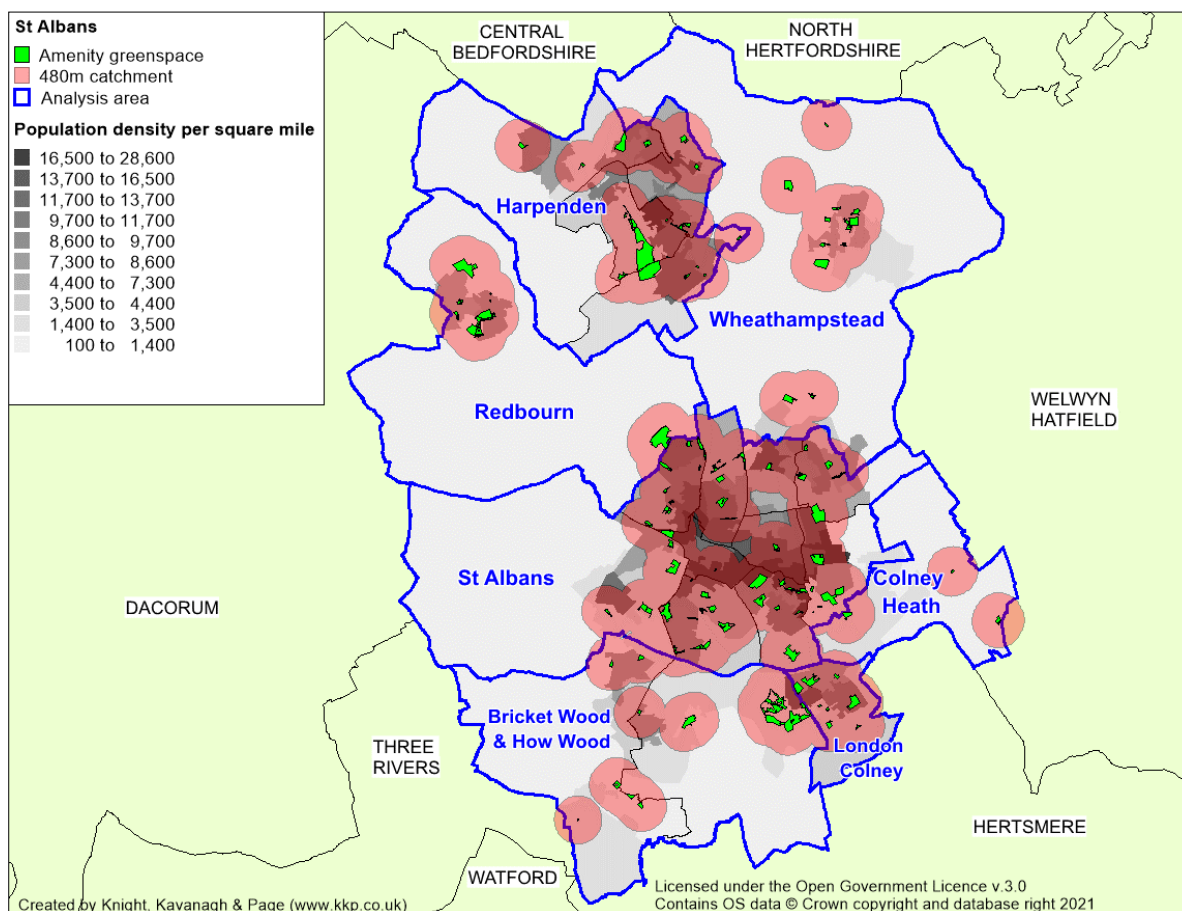 St Albans
Amenity greenspace
480m catchment
Analysis area
Population density per square mile
16,500 to 28,600
13,700 to 16,500
11,700 to 13,700
9,700 to 11,700
8,600 to 9,700
7,300 to 8,600
4,400 to 7,300
3,500 to 4,400
1,400 to 3,500
100 to 1,400
CENTRAL
BEDFORDSHIRE
NORTH
HERTFORDSHIRE
Harpenden
Wheathampstead
Redbourn
WELWYN
HATFIELD
St Albans
Colney
Heath
DACORUM
Bricket Wood
& How Wood
THREE
RIVERS
London
Colney
HERTSMERE
WATFORD
Created by Knight, Kavanagh & Page (www.kkp.co.uk)
Licensed under the Open Government Licence v.3.0
Contains OS data © Crown copyright and database right 2021